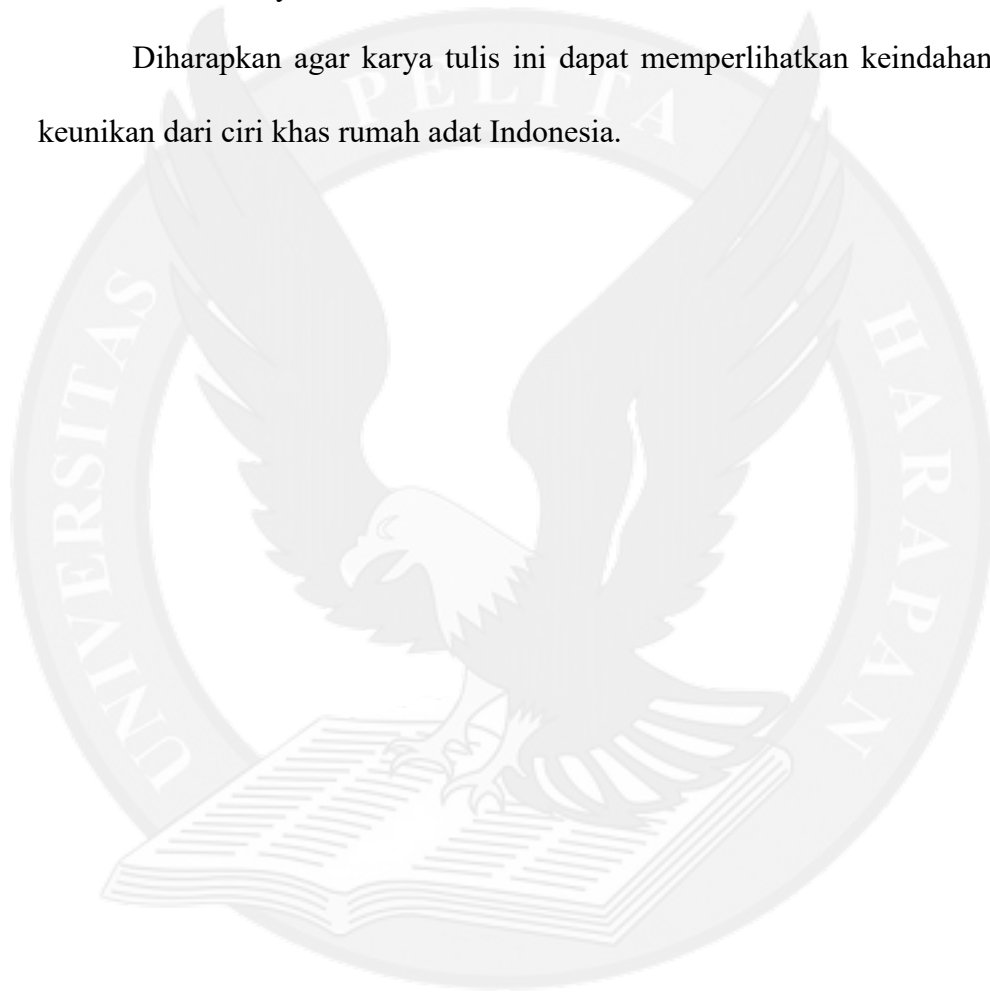 Diharapkan agar karya tulis ini dapat memperlihatkan keindahan
keunikan dari ciri khas rumah adat Indonesia.
UNIVERSITAS PELITA HARAPAN